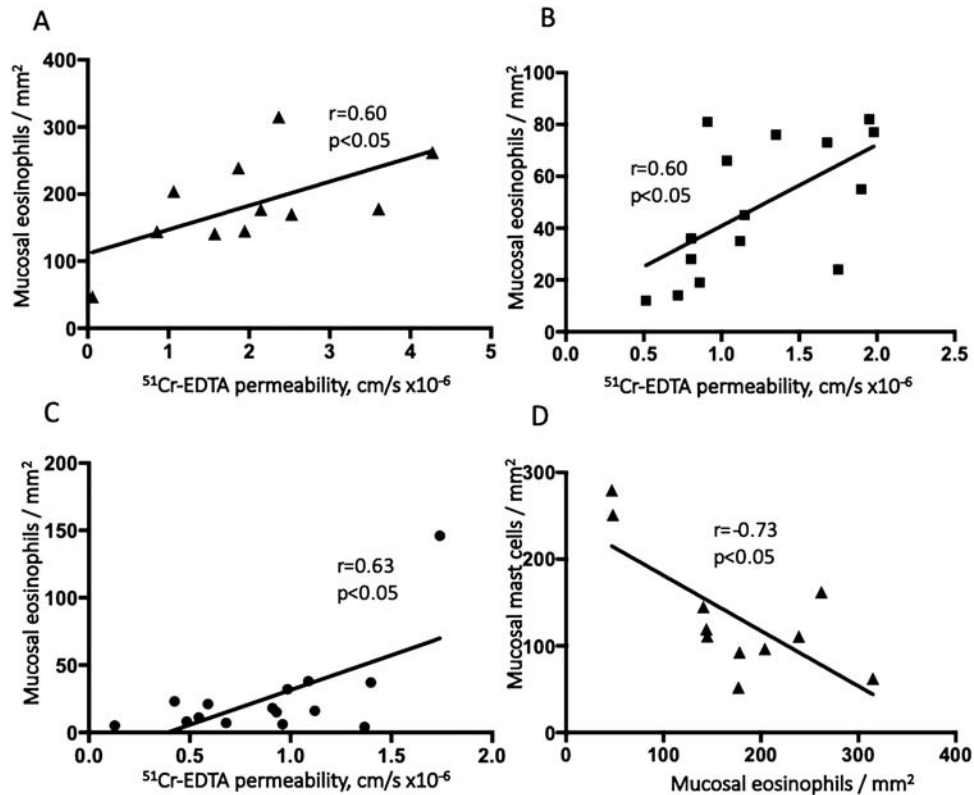 A
Mucosal eosinophils / mm²
400
300
200
100
0
r=0.60
p<0.05
0 1 2 3 4 5
⁵¹Cr-EDTA permeability, cm/s x10⁻⁶
B
Mucosal eosinophils / mm²
100
80
60
40
20
0
r=0.60
p<0.05
0.0 0.5 1.0 1.5 2.0 2.5
⁵¹Cr-EDTA permeability, cm/s x10⁻⁶
C
Mucosal eosinophils / mm²
200
150
100
50
0
r=0.63
p<0.05
0.0 0.5 1.0 1.5 2.0
⁵¹Cr-EDTA permeability, cm/s x10⁻⁶
D
Mucosal mast cells / mm²
300
200
100
0
r=-0.73
p<0.05
0 100 200 300 400
Mucosal eosinophils / mm²